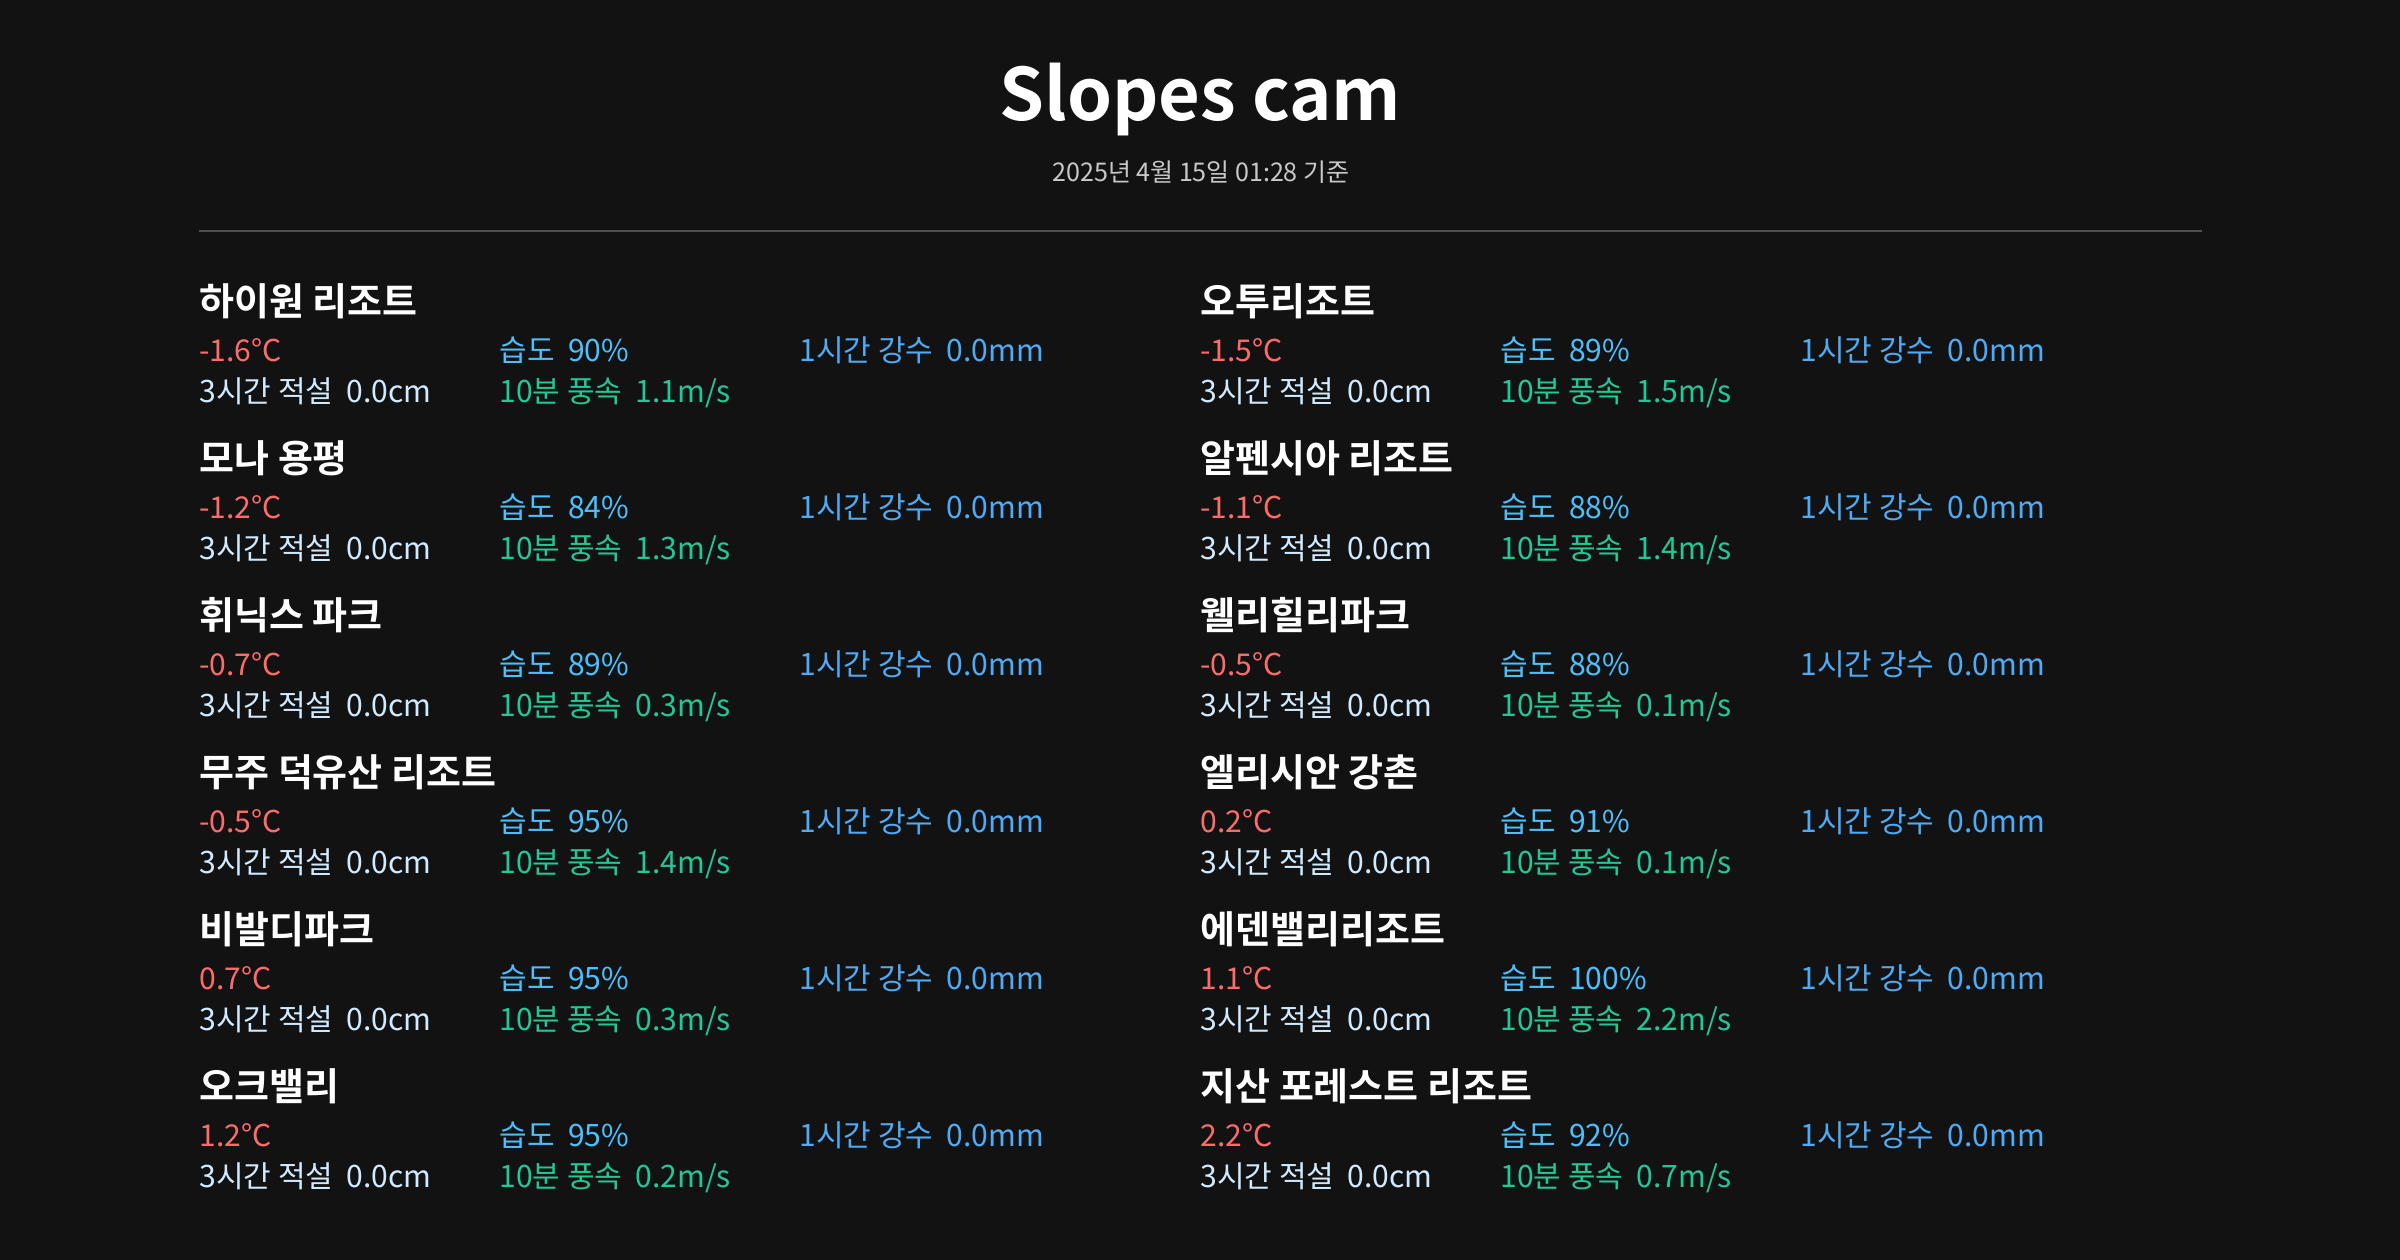 Slopes cam
2025년 4월 15일 01:28 기준
하이원 리조트
-1.6°C 습도 90% 1시간 강수 0.0mm
3시간 적설 0.0cm 10분 풍속 1.1m/s
오투리조트
-1.5°C 습도 89% 1시간 강수 0.0mm
3시간 적설 0.0cm 10분 풍속 1.5m/s
모나 용평
-1.2°C 습도 84% 1시간 강수 0.0mm
3시간 적설 0.0cm 10분 풍속 1.3m/s
알펜시아 리조트
-1.1°C 습도 88% 1시간 강수 0.0mm
3시간 적설 0.0cm 10분 풍속 1.4m/s
휘닉스 파크
-0.7°C 습도 89% 1시간 강수 0.0mm
3시간 적설 0.0cm 10분 풍속 0.3m/s
웰리힐리파크
-0.5°C 습도 88% 1시간 강수 0.0mm
3시간 적설 0.0cm 10분 풍속 0.1m/s
무주 덕유산 리조트
-0.5°C 습도 95% 1시간 강수 0.0mm
3시간 적설 0.0cm 10분 풍속 1.4m/s
엘리시안 강촌
0.2°C 습도 91% 1시간 강수 0.0mm
3시간 적설 0.0cm 10분 풍속 0.1m/s
비발디파크
0.7°C 습도 95% 1시간 강수 0.0mm
3시간 적설 0.0cm 10분 풍속 0.3m/s
에덴밸리리조트
1.1°C 습도 100% 1시간 강수 0.0mm
3시간 적설 0.0cm 10분 풍속 2.2m/s
오크밸리
1.2°C 습도 95% 1시간 강수 0.0mm
3시간 적설 0.0cm 10분 풍속 0.2m/s
지산 포레스트 리조트
2.2°C 습도 92% 1시간 강수 0.0mm
3시간 적설 0.0cm 10분 풍속 0.7m/s